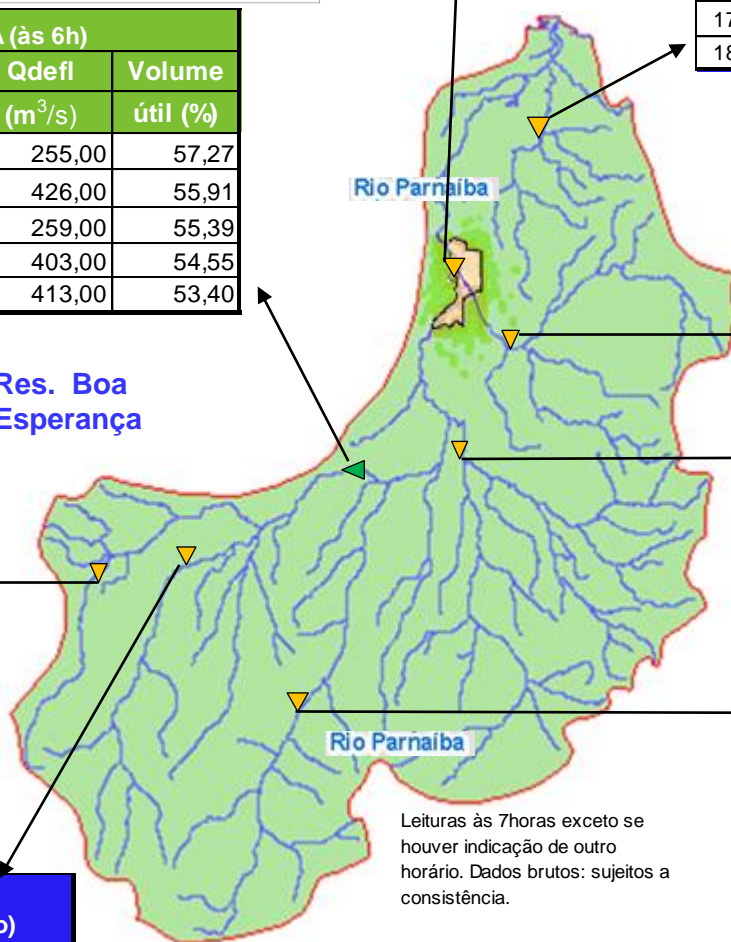 A (às 6h)
Qdefl Volume
(m³/s) útil (%)
255,00 57,27
426,00 55,91
259,00 55,39
403,00 54,55
413,00 53,40
17
18
Rio Parnaíba
Res. Boa
Esperança
Rio Parnaíba
Leituras às 7horas exceto se
houver indicação de outro
horário. Dados brutos: sujeitos a
consistência.
o)